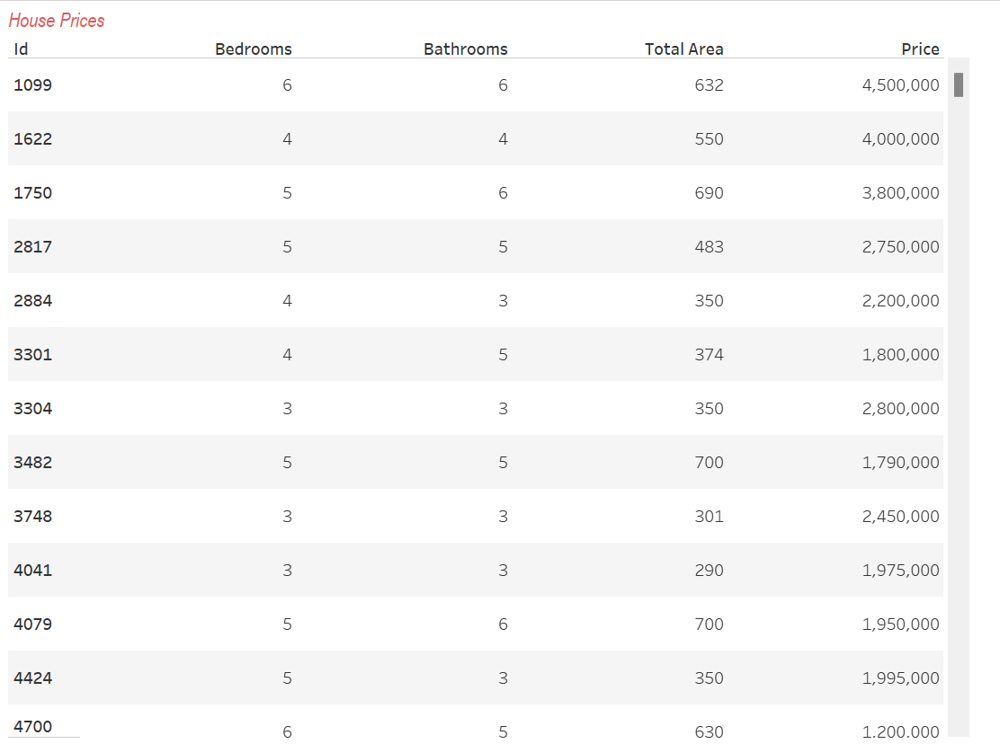 House Prices
Id Bedrooms Bathrooms Total Area Price
1099 6 6 632 4,500,000
1622 4 4 550 4,000,000
1750 5 6 690 3,800,000
2817 5 5 483 2,750,000
2884 4 3 350 2,200,000
3301 4 5 374 1,800,000
3304 3 3 350 2,800,000
3482 5 5 700 1,790,000
3748 3 3 301 2,450,000
4041 3 3 290 1,975,000
4079 5 6 700 1,950,000
4424 5 3 350 1,995,000
4700 6 5 630 1,200,000